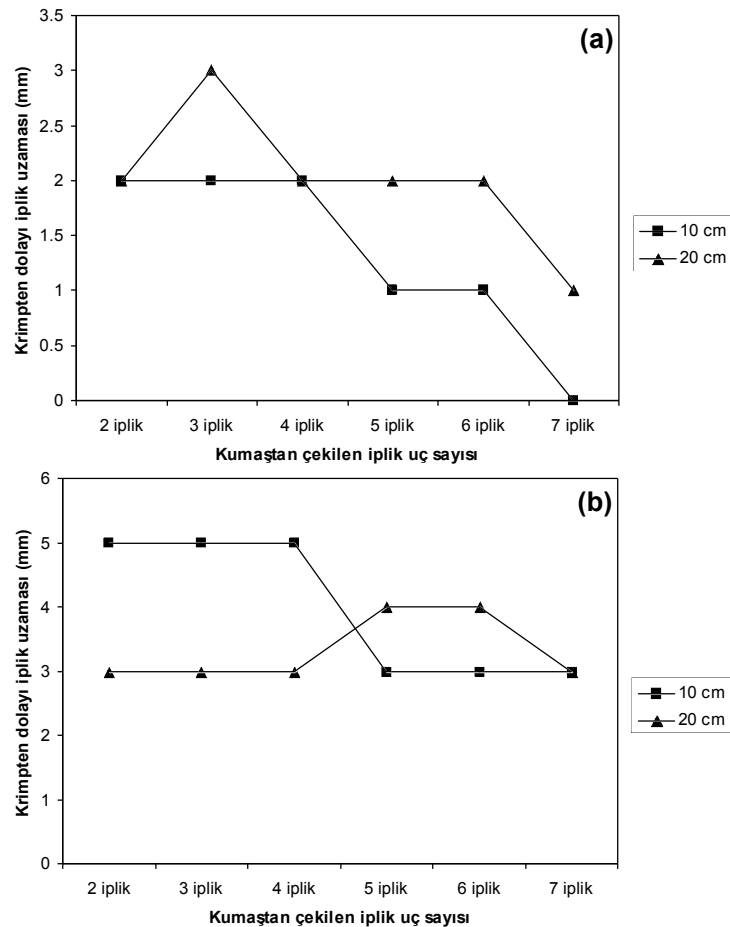 (a)
Krimpten dolayı iplik uzaması (mm)
3.5
3
2.5
2
1.5
1
0.5
0
2 iplik 3 iplik 4 iplik 5 iplik 6 iplik 7 iplik
Kumaştan çekilen iplik uç sayısı
10 cm
20 cm
(b)
Krimpten dolayı iplik uzaması (mm)
6
5
4
3
2
1
0
2 iplik 3 iplik 4 iplik 5 iplik 6 iplik 7 iplik
Kumaştan çekilen iplik uç sayısı
10 cm
20 cm